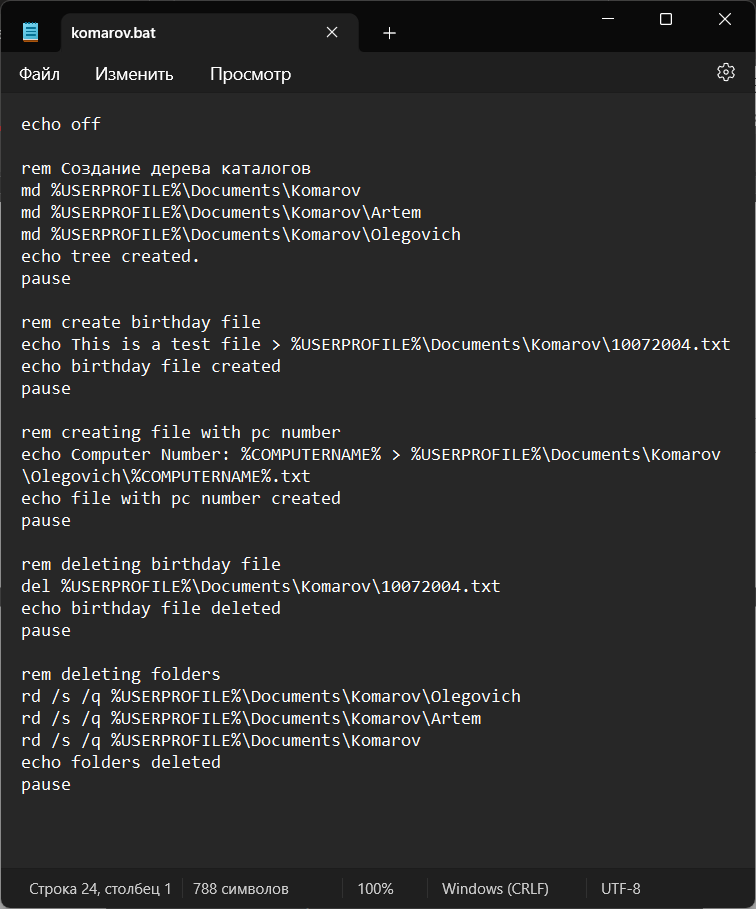 komarov.bat
Файл Изменить Просмотр
echo off
rem Создание дерева каталогов
md %USERPROFILE%\Documents\Komarov
md %USERPROFILE%\Documents\Komarov\Artem
md %USERPROFILE%\Documents\Komarov\Olegovich
echo tree created.
pause
rem create birthday file
echo This is a test file > %USERPROFILE%\Documents\Komarov\10072004.txt
echo birthday file created
pause
rem creating file with pc number
echo Computer Number: %COMPUTERNAME% > %USERPROFILE%\Documents\Komarov
\Olegovich\%COMPUTERNAME%.txt
echo file with pc number created
pause
rem deleting birthday file
del %USERPROFILE%\Documents\Komarov\10072004.txt
echo birthday file deleted
pause
rem deleting folders
rd /s /q %USERPROFILE%\Documents\Komarov\Olegovich
rd /s /q %USERPROFILE%\Documents\Komarov\Artem
rd /s /q %USERPROFILE%\Documents\Komarov
echo folders deleted
pause
Строка 24, столбец 1 788 символов 100% Windows (CRLF) UTF-8